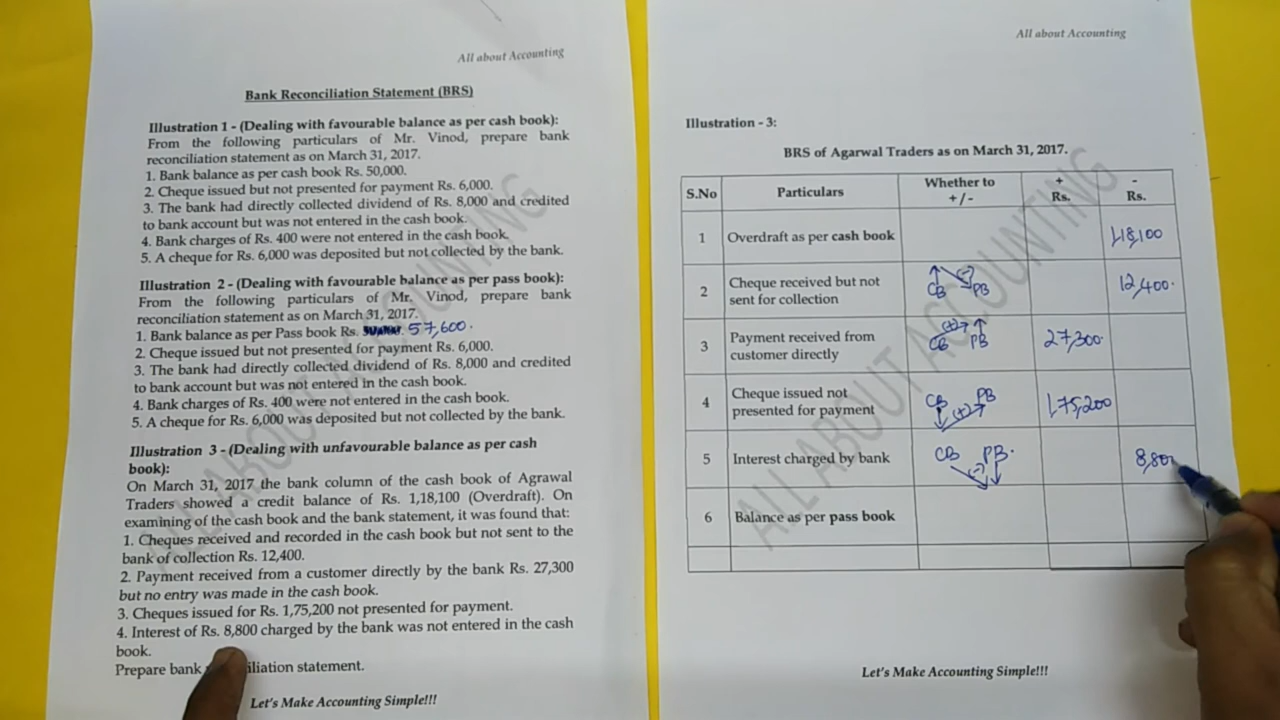 All about Accounting
Bank Reconciliation Statement (BRS)
Illustration 1 - (Dealing with favourable balance as per cash book):
From the following particulars of Mr. Vinod, prepare bank
reconciliation statement as on March 31, 2017.
1. Bank balance as per cash book Rs. 50,000.
2. Cheque issued but not presented for payment Rs. 6,000.
3. The bank had directly collected dividend of Rs. 8,000 and credited
to bank account but was not entered in the cash book.
4. Bank charges of Rs. 400 were not entered in the cash book.
5. A cheque for Rs. 6,000 was deposited but not collected by the bank.
Illustration 2 - (Dealing with favourable balance as per pass book):
From the following particulars of Mr. Vinod, prepare bank
reconciliation statement as on March 31, 2017.
1. Bank balance as per Pass book Rs. 57,600.
2. Cheque issued but not presented for payment Rs. 6,000.
3. The bank had directly collected dividend of Rs. 8,000 and credited
to bank account but was not entered in the cash book.
4. Bank charges of Rs. 400 were not entered in the cash book.
5. A cheque for Rs. 6,000 was deposited but not collected by the bank.
Illustration 3 - (Dealing with unfavourable balance as per cash
book):
On March 31, 2017 the bank column of the cash book of Agrawal
Traders showed a credit balance of Rs. 1,18,100 (Overdraft). On
examining of the cash book and the bank statement, it was found that:
1. Cheques received and recorded in the cash book but not sent to the
bank of collection Rs. 12,400.
2. Payment received from a customer directly by the bank Rs. 27,300
but no entry was made in the cash book.
3. Cheques issued for Rs. 1,75,200 not presented for payment.
4. Interest of Rs. 8,800 charged by the bank was not entered in the cash
book.
Prepare bank iliation statement.
Let's Make Accounting Simple!!!
ALL ABOUT ACCOUNTING
All about Accounting
Illustration - 3:
BRS of Agarwal Traders as on March 31, 2017.
S.No Particulars Whether to + / - + Rs. - Rs.
1 Overdraft as per cash book 1,18,100
2 Cheque received but not sent for collection CB (-) PB 12,400.
3 Payment received from customer directly CB (+) PB 27,300.
4 Cheque issued not presented for payment CB (+) PB 1,75,200
5 Interest charged by bank CB (-) PB. 8,800
6 Balance as per pass book
Let's Make Accounting Simple!!!
ALL ABOUT ACCOUNTING